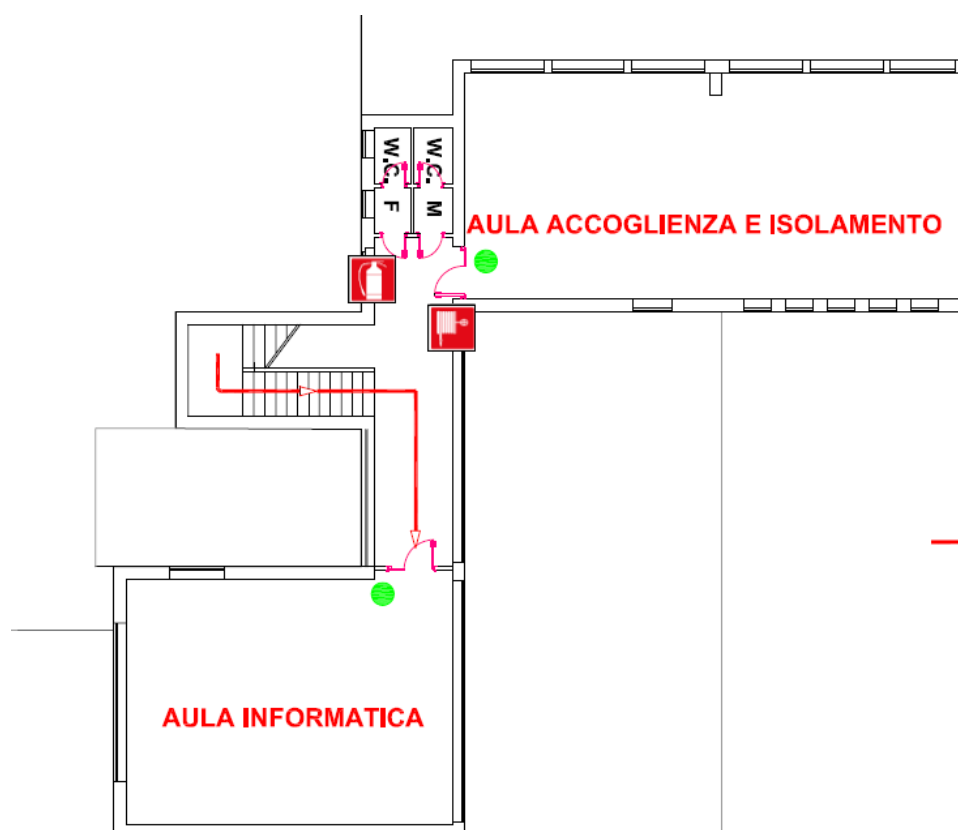 W.C. F
W.C. M
AULA ACCOGLIENZA E ISOLAMENTO
AULA INFORMATICA